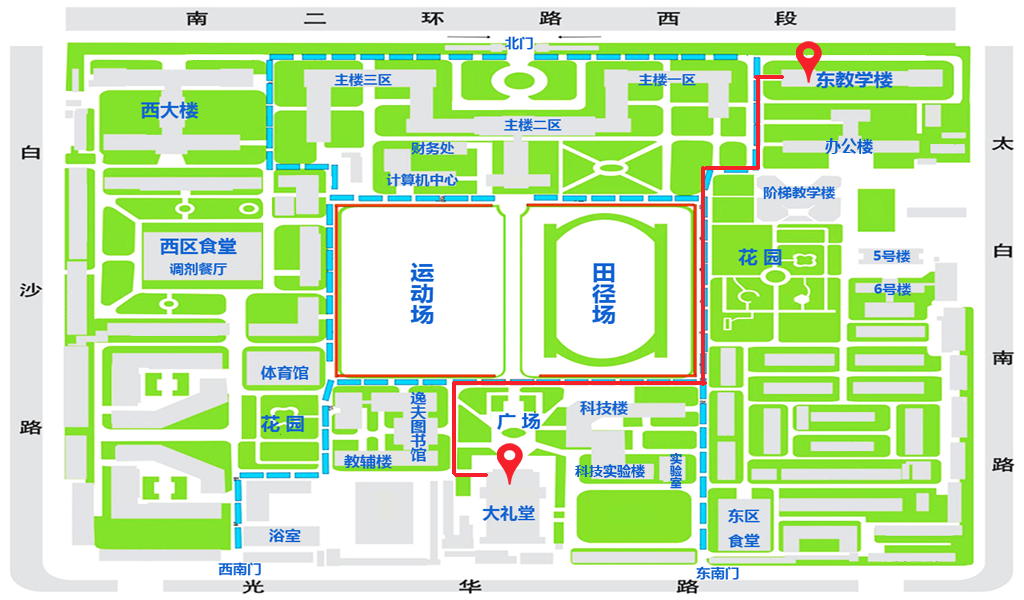 南二环路西段
北门
主楼三区
主楼一区
东教学楼
西大楼
主楼二区
办公楼
财务处
计算机中心
阶梯教学楼
白沙路
太白南路
西区食堂
调剂餐厅
运动场
田径场
花园
5号楼
6号楼
体育馆
花园
逸夫图书馆
教辅楼
广场
科技楼
科技实验楼
实验室
大礼堂
浴室
东区
食堂
西南门
东南门
光华路